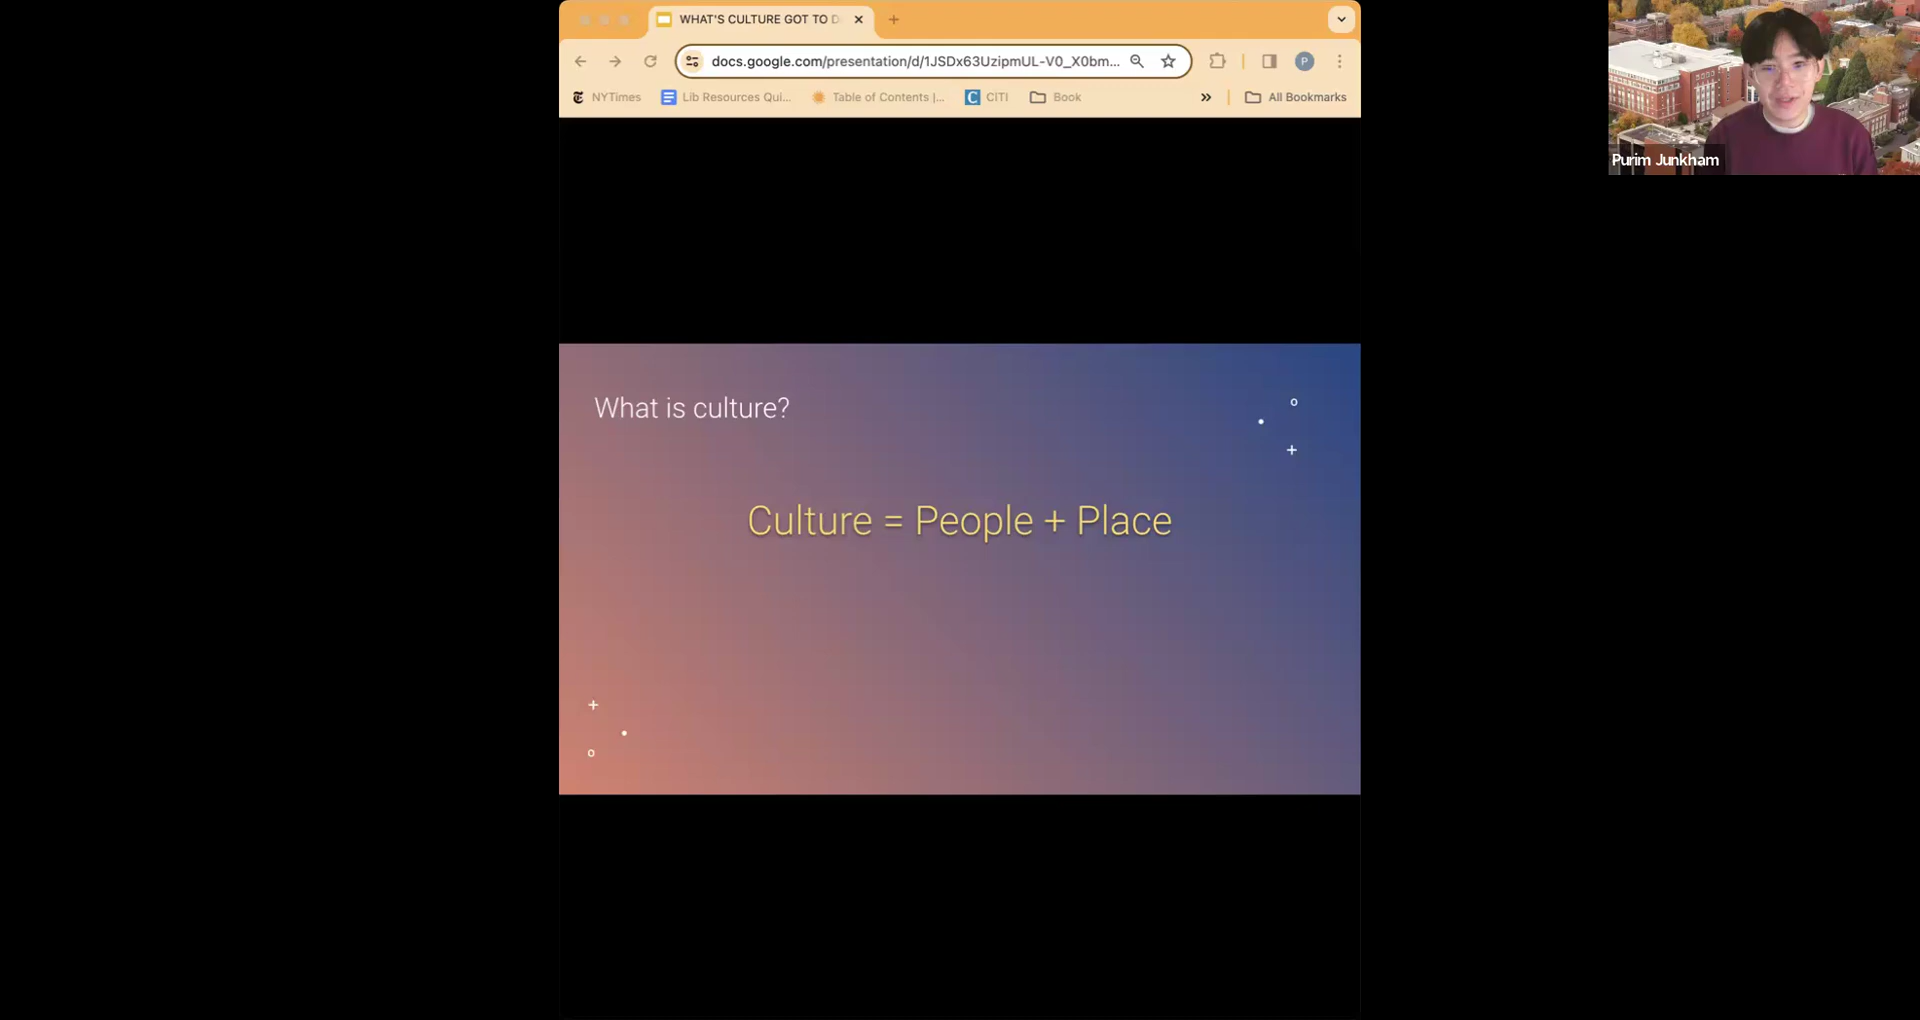 WHAT'S CULTURE GOT TO D
docs.google.com/presentation/d/1JSDx63UzipmUL-V0_X0bm...
P
NYTimes
Lib Resources Qui...
Table of Contents |...
C
CITI
Book
All Bookmarks
Purim Junkham
What is culture?
Culture = People + Place